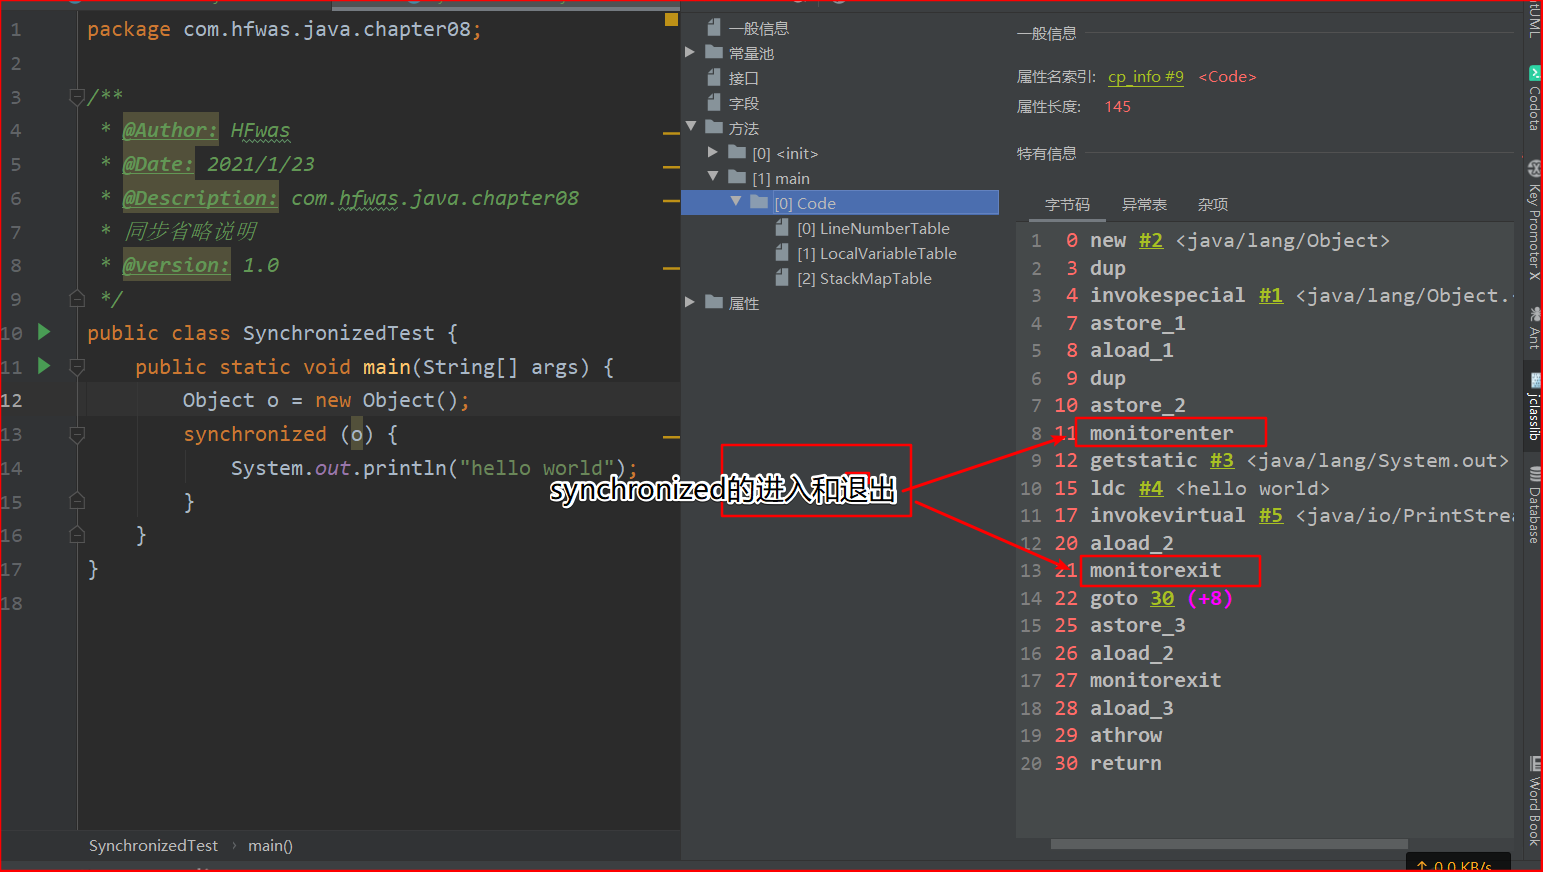 1 package com.hfwas.java.chapter08;
2
3 /**
4 * @Author: HFwas
5 * @Date: 2021/1/23
6 * @Description: com.hfwas.java.chapter08
7 * 同步省略说明
8 * @version: 1.0
9 */
10 public class SynchronizedTest {
11 public static void main(String[] args) {
12 Object o = new Object();
13 synchronized (o) {
14 System.out.println("hello world");
15 }
16 }
17 }
18
synchronized的进入和退出
SynchronizedTest › main()
一般信息
常量池
接口
字段
方法
[0] <init>
[1] main
[0] Code
[0] LineNumberTable
[1] LocalVariableTable
[2] StackMapTable
属性
一般信息
属性名索引: cp_info #9 <Code>
属性长度: 145
特有信息
字节码 异常表 杂项
1 0 new #2 <java/lang/Object>
2 3 dup
3 4 invokespecial #1 <java/lang/Object.
4 7 astore_1
5 8 aload_1
6 9 dup
7 10 astore_2
8 11 monitorenter
9 12 getstatic #3 <java/lang/System.out>
10 15 ldc #4 <hello world>
11 17 invokevirtual #5 <java/io/PrintStrea
12 20 aload_2
13 21 monitorexit
14 22 goto 30 (+8)
15 25 astore_3
16 26 aload_2
17 27 monitorexit
18 28 aload_3
19 29 athrow
20 30 return
Codota
Key Promoter X
Ant
jclasslib
Database
Word Book
↑ 0.0 KB/s